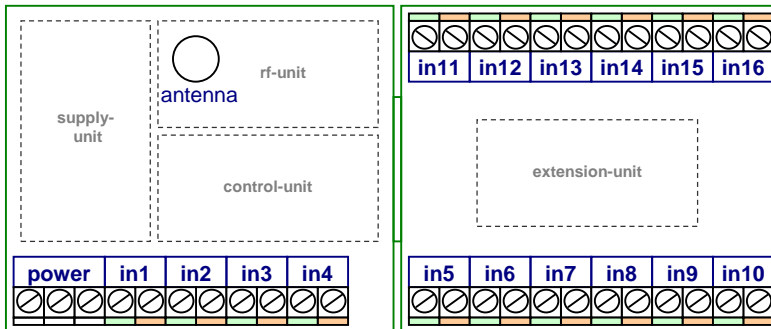 in11 in12 in13 in14 in15 in16
rf-unit
antenna
supply-
unit
control-unit
extension-unit
power in1 in2 in3 in4
in5 in6 in7 in8 in9 in10